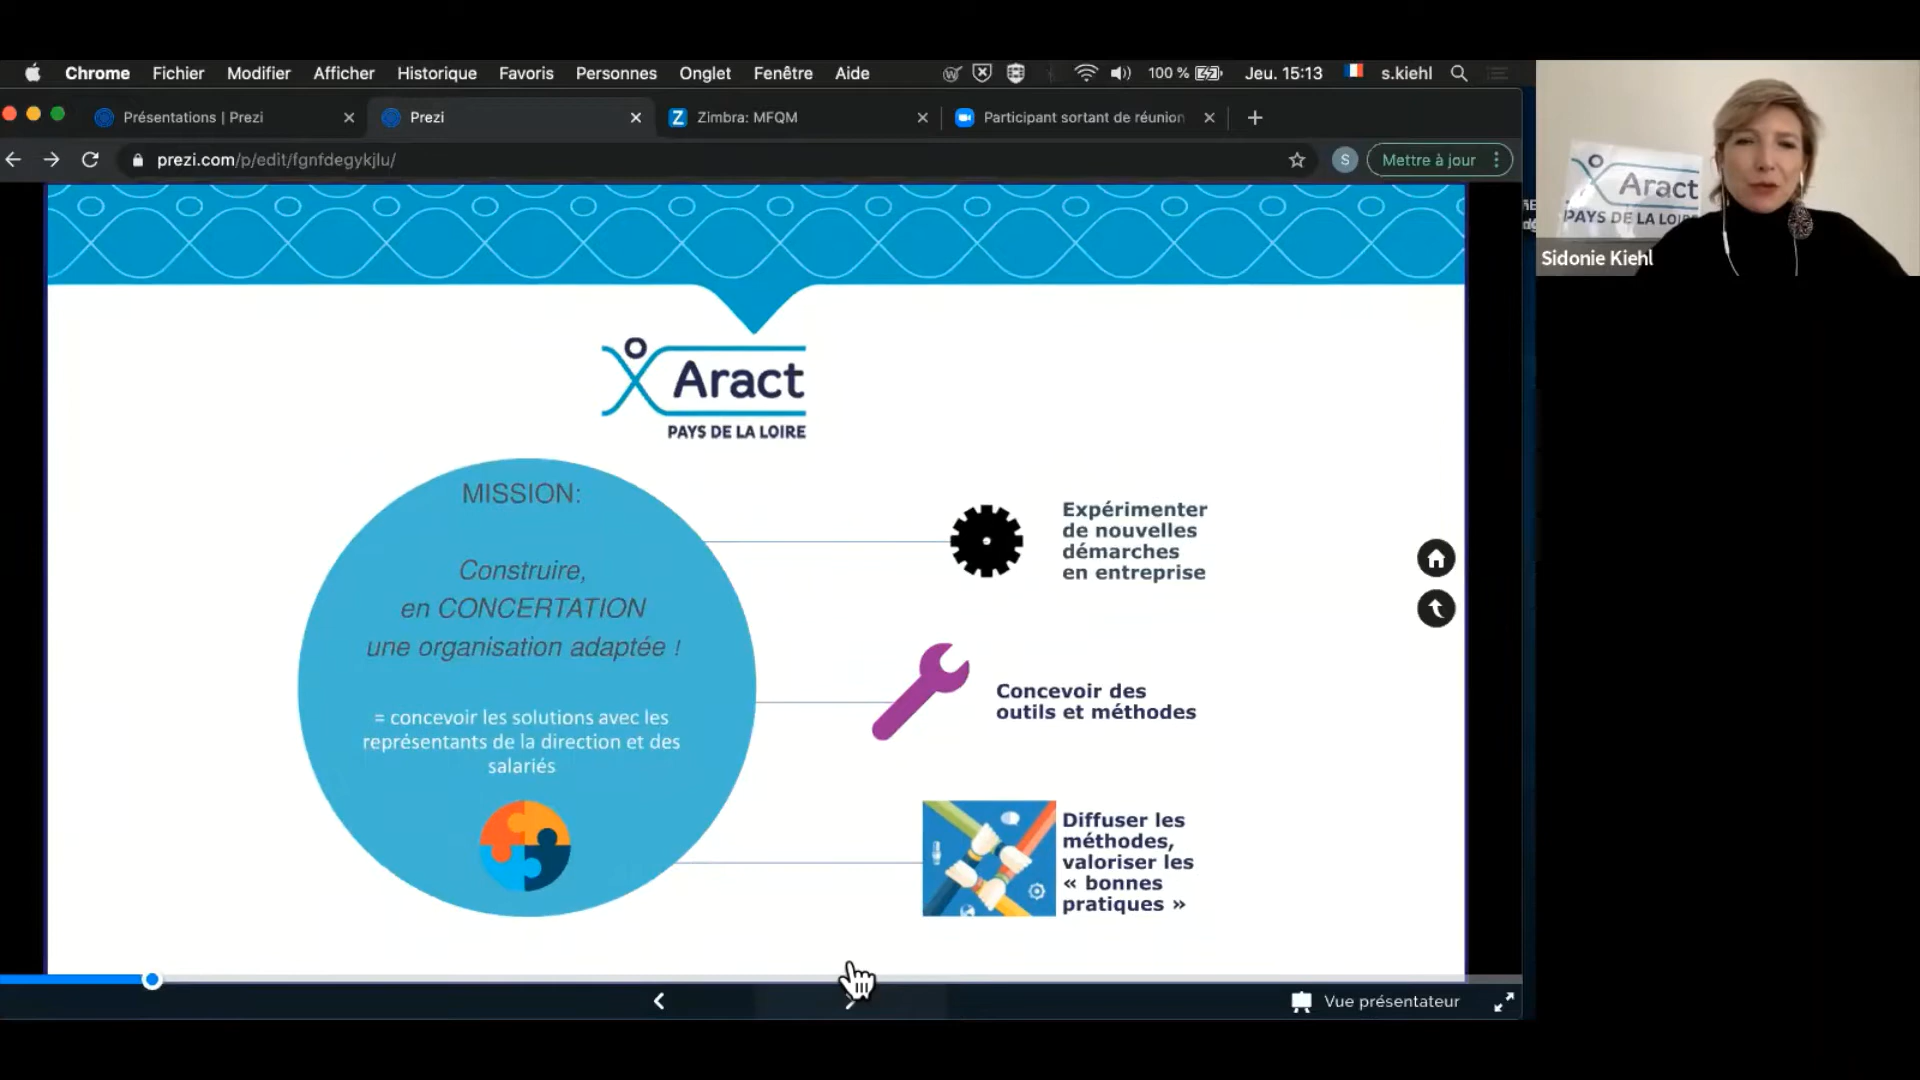 Chrome Fichier Modifier Afficher Historique Favoris Personnes Onglet Fenêtre Aide 100 % Jeu. 15:13 s.kiehl
Présentations | Prezi
Prezi
Zimbra: MFQM
Participant sortant de réunion
prezi.com/p/edit/fgnfdegykjlu/
S
Mettre à jour
Aract
PAYS DE LA LOIRE
Sidonie Kiehl
Aract
PAYS DE LA LOIRE
MISSION:
Construire,
en CONCERTATION
une organisation adaptée !
= concevoir les solutions avec les
représentants de la direction et des
salariés
Expérimenter
de nouvelles
démarches
en entreprise
Concevoir des
outils et méthodes
Diffuser les
méthodes,
valoriser les
« bonnes
pratiques »
Vue présentateur